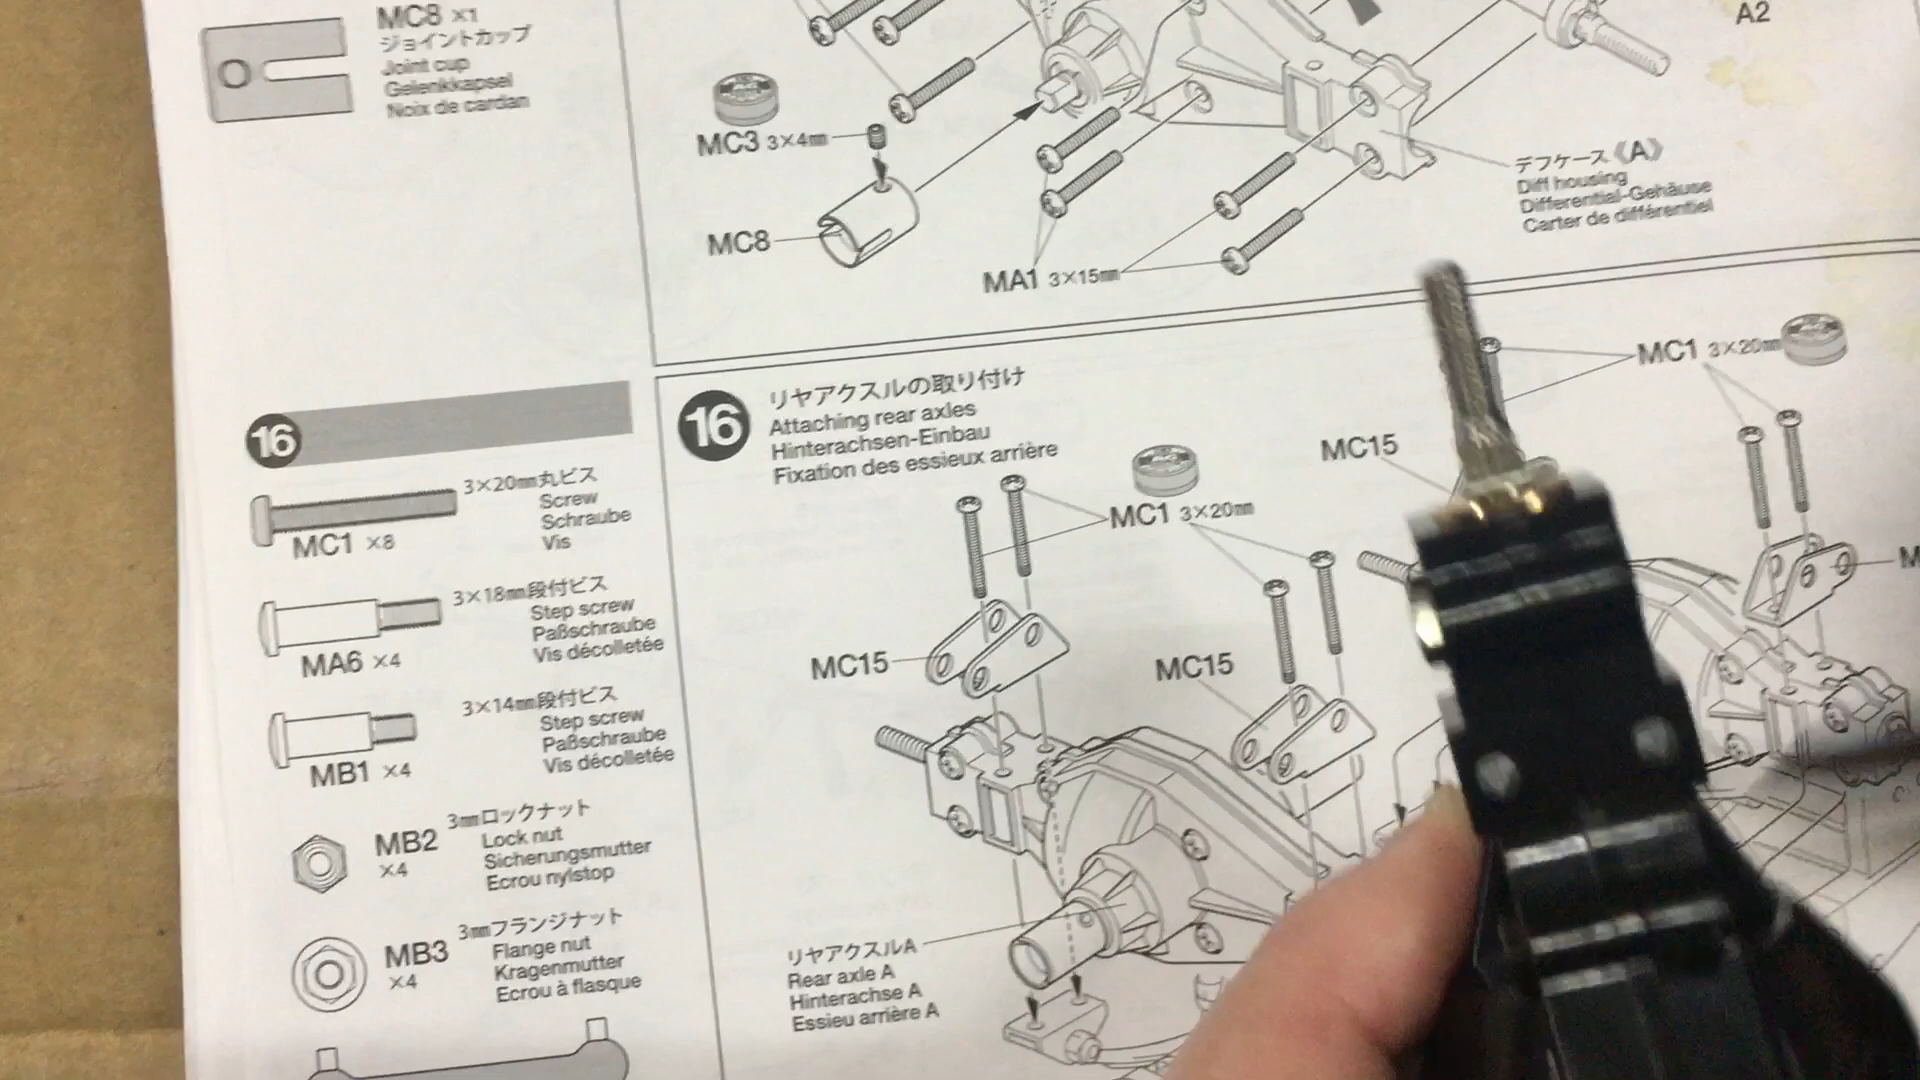 MC8 ×1
ジョイントカップ
Joint cup
Gelenkkapsel
Noix de cardan
A2
MC3 3×4㎜
MC8
MA1 3×15㎜
デフケース《A》
Diff housing
Differential-Gehäuse
Carter de différentiel
16
3×20㎜丸ビス
Screw
Schraube
Vis
MC1 ×8
3×18㎜段付ビス
Step screw
Paßschraube
Vis décolletée
MA6 ×4
3×14㎜段付ビス
Step screw
Paßschraube
Vis décolletée
MB1 ×4
3㎜ロックナット
MB2 Lock nut
×4 Sicherungsmutter
Ecrou nylstop
3㎜フランジナット
MB3 Flange nut
×4 Kragenmutter
Ecrou à flasque
16
リヤアクスルの取り付け
Attaching rear axles
Hinterachsen-Einbau
Fixation des essieux arrière
MC1 3×20㎜
MC15
MC1 3×20㎜
MC15
MC15
リヤアクスルA
Rear axle A
Hinterachse A
Essieu arrière A